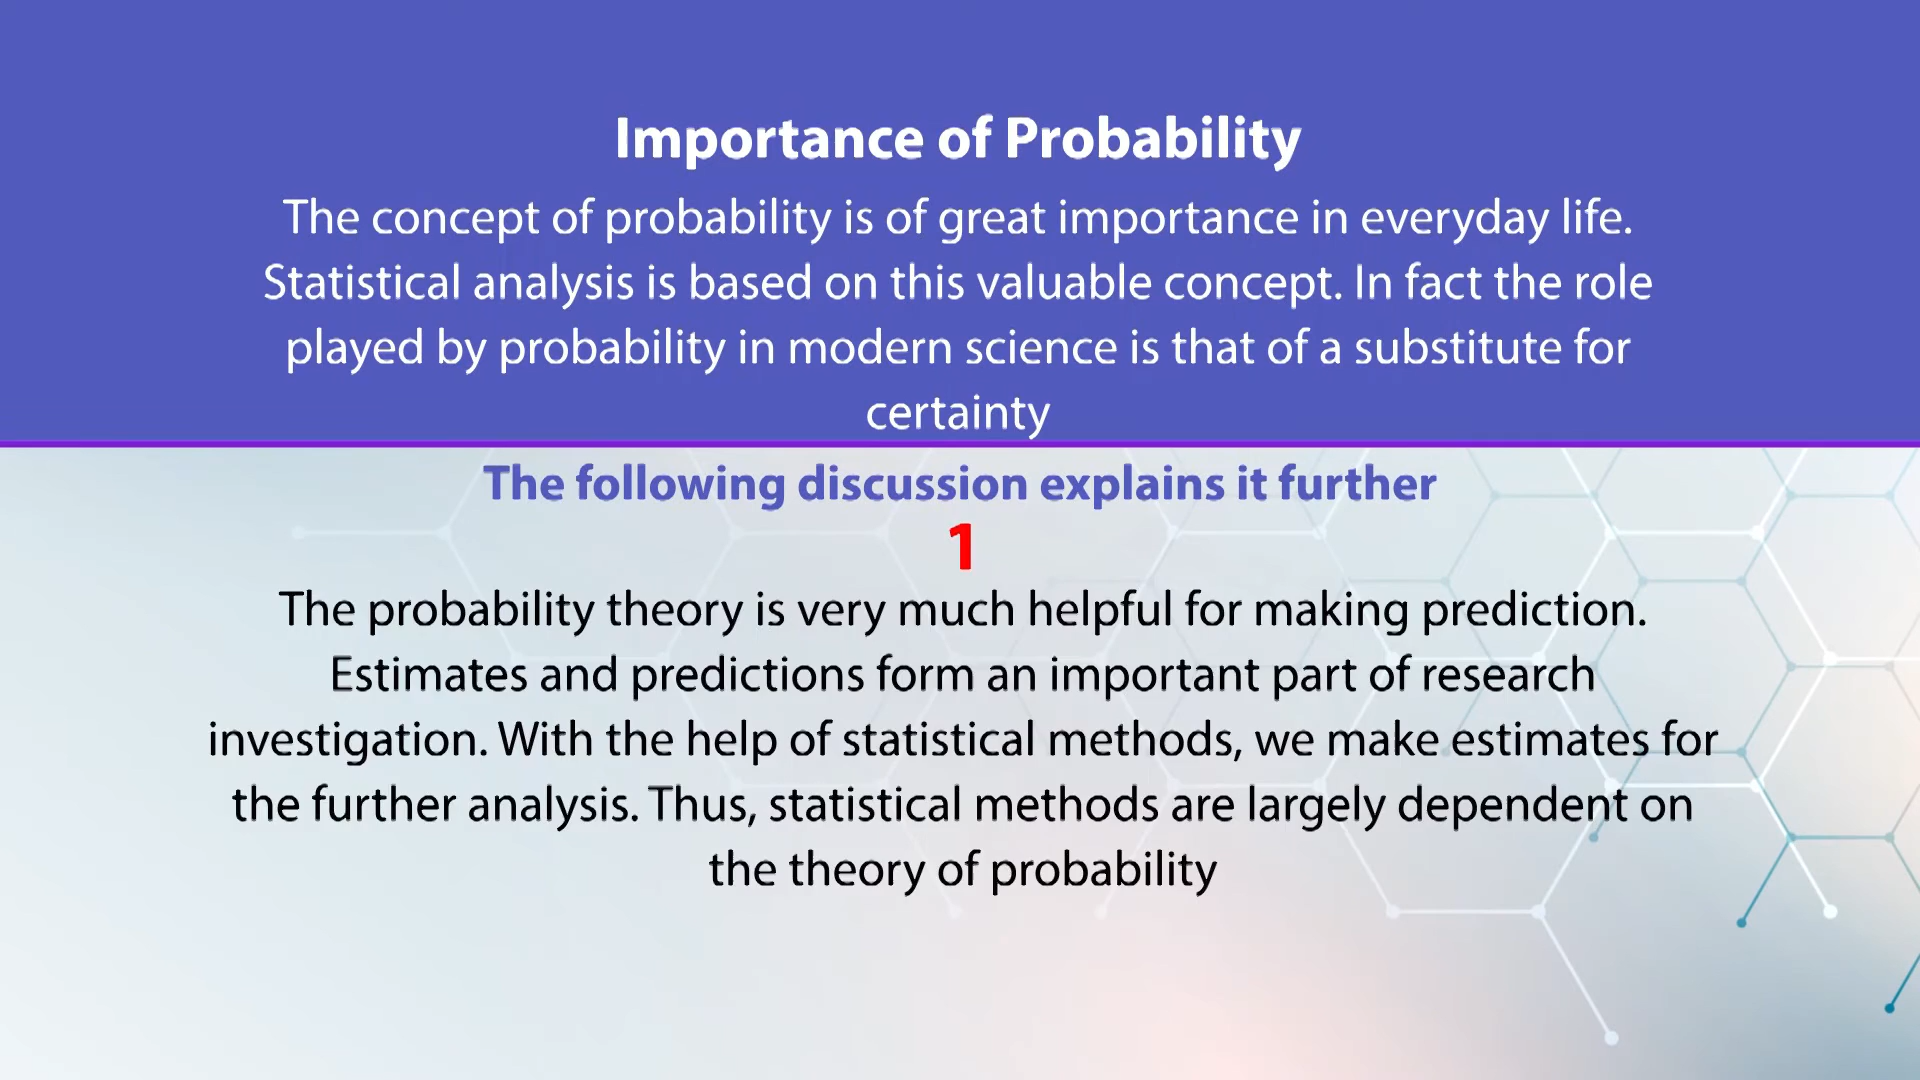 Importance of Probability
The concept of probability is of great importance in everyday life.
Statistical analysis is based on this valuable concept. In fact the role
played by probability in modern science is that of a substitute for
certainty
The following discussion explains it further
1
The probability theory is very much helpful for making prediction.
Estimates and predictions form an important part of research
investigation. With the help of statistical methods, we make estimates for
the further analysis. Thus, statistical methods are largely dependent on
the theory of probability